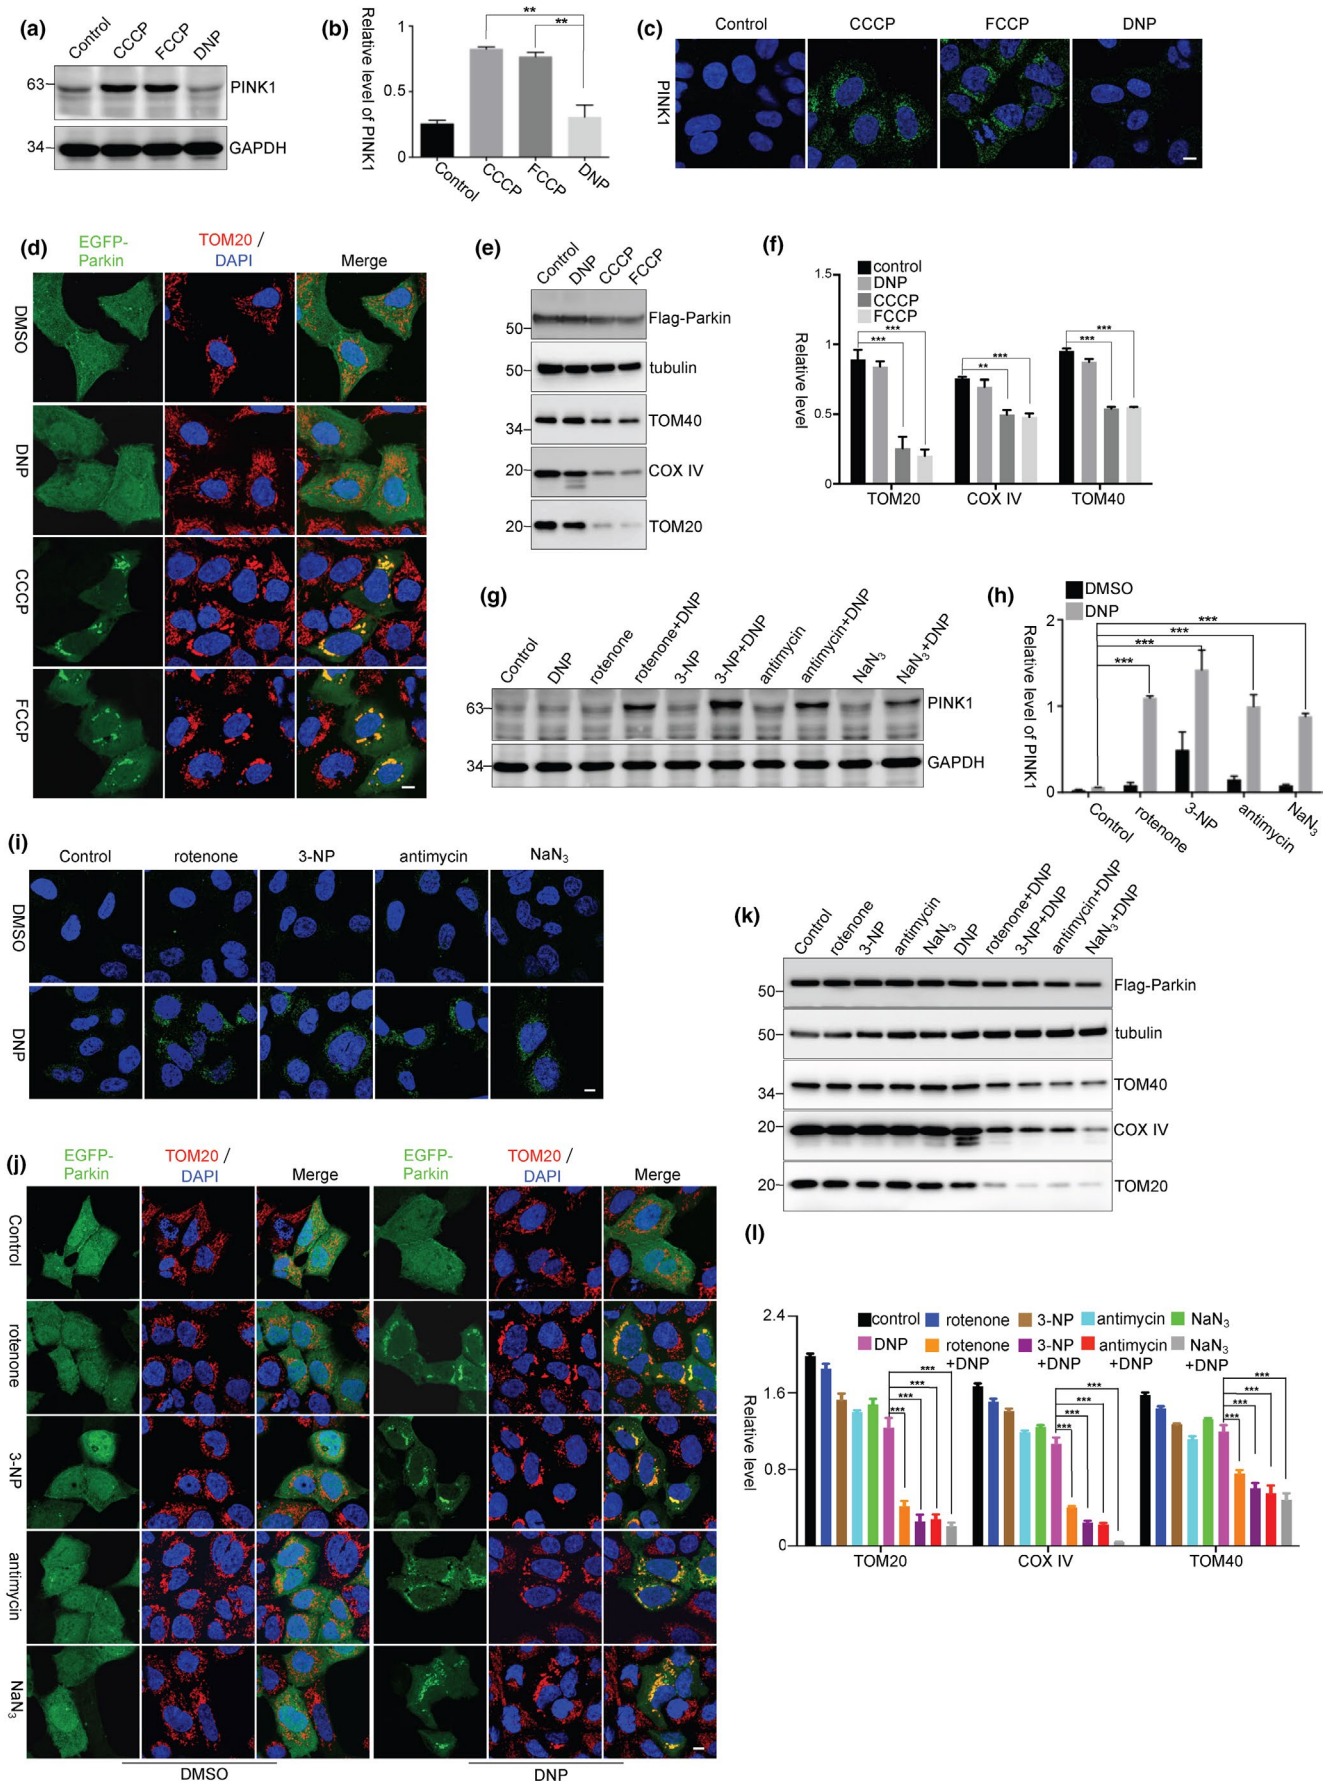 (a)
Control
CCCP
FCCP
DNP
63
PINK1
34
GAPDH
(b)
Relative level of PINK1
1
0.5
0
**
**
Control
CCCP
FCCP
DNP
(c)
Control
CCCP
FCCP
DNP
PINK1
(d)
EGFP-
Parkin
TOM20 /
DAPI
Merge
DMSO
DNP
CCCP
FCCP
(e)
Control
DNP
CCCP
FCCP
50
Flag-Parkin
50
tubulin
34
TOM40
20
COX IV
20
TOM20
(f)
Relative level
1.5
1
0.5
0
control
DNP
CCCP
FCCP
***
***
***
**
***
***
TOM20
COX IV
TOM40
(g)
Control
DNP
rotenone
rotenone+DNP
3-NP
3-NP+DNP
antimycin
antimycin+DNP
NaN3
NaN3+DNP
63
PINK1
34
GAPDH
(h)
DMSO
DNP
Relative level of PINK1
2
1
0
***
***
***
***
Control
rotenone
3-NP
antimycin
NaN3
(i)
Control
rotenone
3-NP
antimycin
NaN3
DMSO
DNP
(j)
EGFP-
Parkin
TOM20 /
DAPI
Merge
EGFP-
Parkin
TOM20 /
DAPI
Merge
Control
rotenone
3-NP
antimycin
NaN3
DMSO
DNP
(k)
Control
rotenone
3-NP
antimycin
NaN3
DNP
rotenone+DNP
3-NP+DNP
antimycin+DNP
NaN3+DNP
50
Flag-Parkin
50
tubulin
34
TOM40
20
COX IV
20
TOM20
(l)
Relative level
2.4
1.6
0.8
0
control
rotenone
3-NP
antimycin
NaN3
DNP
rotenone
+DNP
3-NP
+DNP
antimycin
+DNP
NaN3
+DNP
***
***
***
***
***
***
***
***
***
***
***
***
TOM20
COX IV
TOM40